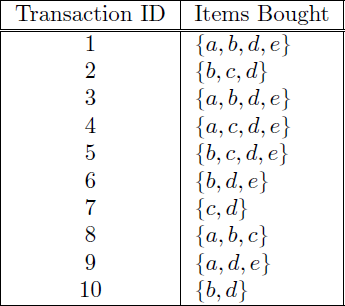 Transaction ID Items Bought
1 {a, b, d, e}
2 {b, c, d}
3 {a, b, d, e}
4 {a, c, d, e}
5 {b, c, d, e}
6 {b, d, e}
7 {c, d}
8 {a, b, c}
9 {a, d, e}
10 {b, d}